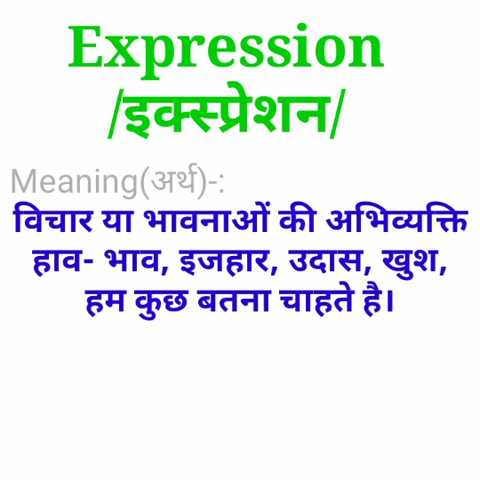 Expression
/इक्स्प्रेशन/
Meaning(अर्थ)-:
विचार या भावनाओं की अभिव्यक्ति
हाव- भाव, इजहार, उदास, खुश,
हम कुछ बतना चाहते है।